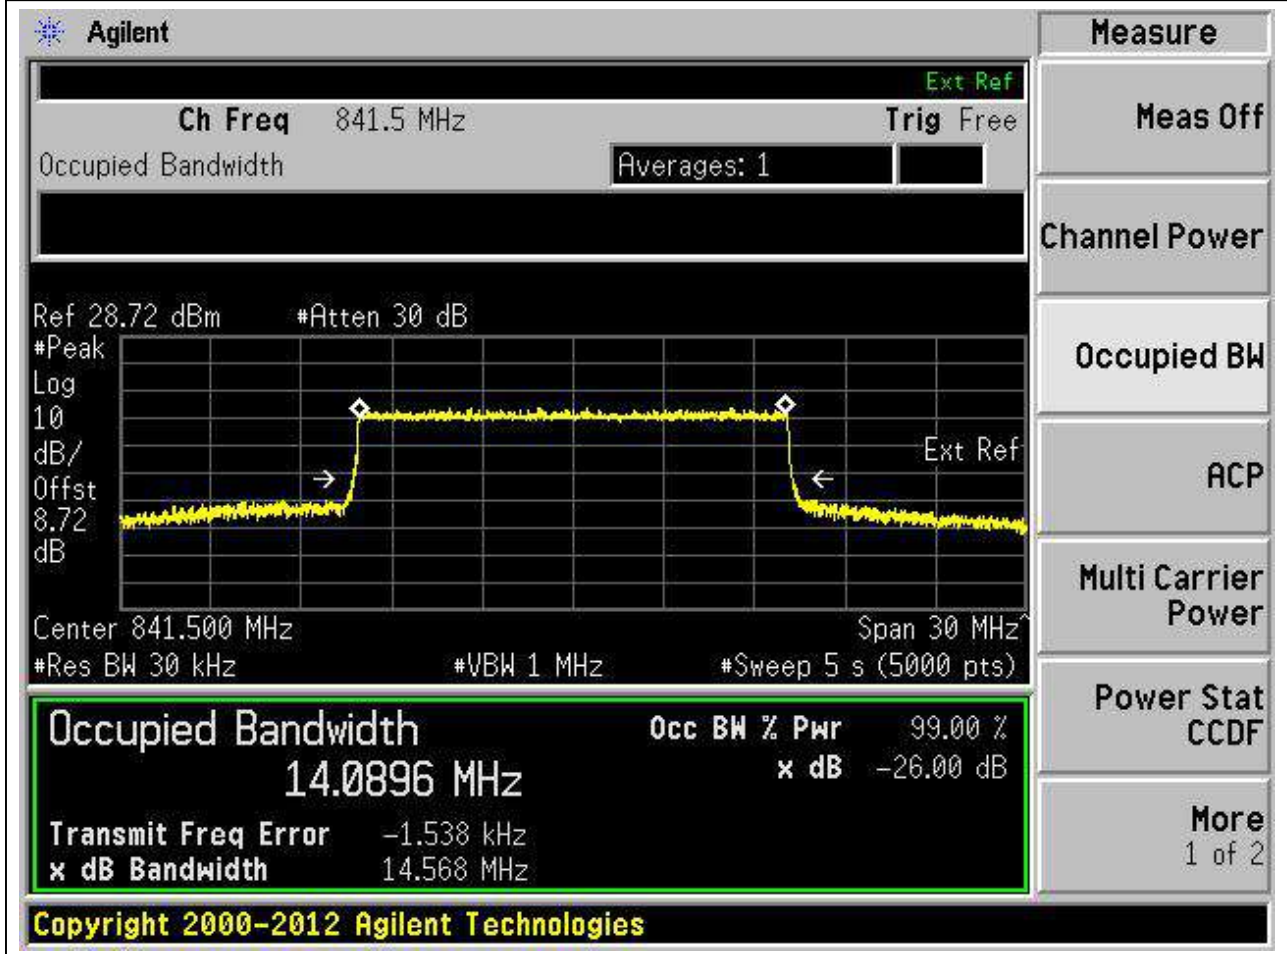 Agilent
Measure
Ext Ref
Ch Freq 841.5 MHz Trig Free
Occupied Bandwidth Averages: 1
Meas Off
Channel Power
Ref 28.72 dBm #Atten 30 dB
#Peak
Log
10
dB/
Offst
8.72
dB
Ext Ref
Occupied BW
ACP
Center 841.500 MHz Span 30 MHz^
#Res BW 30 kHz #VBW 1 MHz #Sweep 5 s (5000 pts)
Multi Carrier
Power
Occupied Bandwidth Occ BW % Pwr 99.00 %
14.0896 MHz x dB -26.00 dB
Transmit Freq Error -1.538 kHz
x dB Bandwidth 14.568 MHz
Power Stat
CCDF
More
1 of 2
Copyright 2000-2012 Agilent Technologies